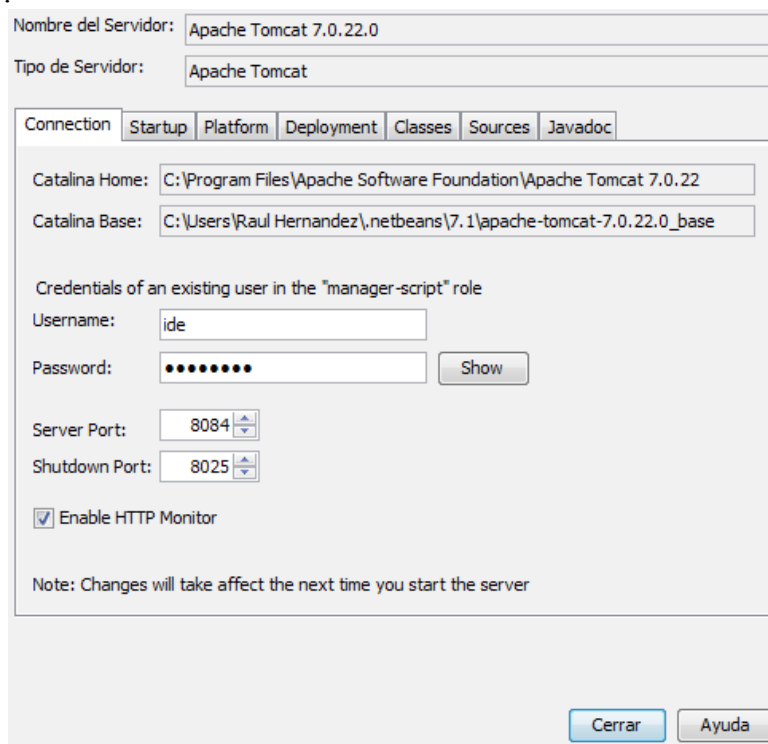 Nombre del Servidor: Apache Tomcat 7.0.22.0
Tipo de Servidor: Apache Tomcat
Connection Startup Platform Deployment Classes Sources Javadoc
Catalina Home: C:\Program Files\Apache Software Foundation\Apache Tomcat 7.0.22
Catalina Base: C:\Users\Raul Hernandez\.netbeans\7.1\apache-tomcat-7.0.22.0_base
Credentials of an existing user in the "manager-script" role
Username: ide
Password: ●●●●●●●●  Show
Server Port: 8084
Shutdown Port: 8025
Enable HTTP Monitor
Note: Changes will take affect the next time you start the server
Cerrar Ayuda